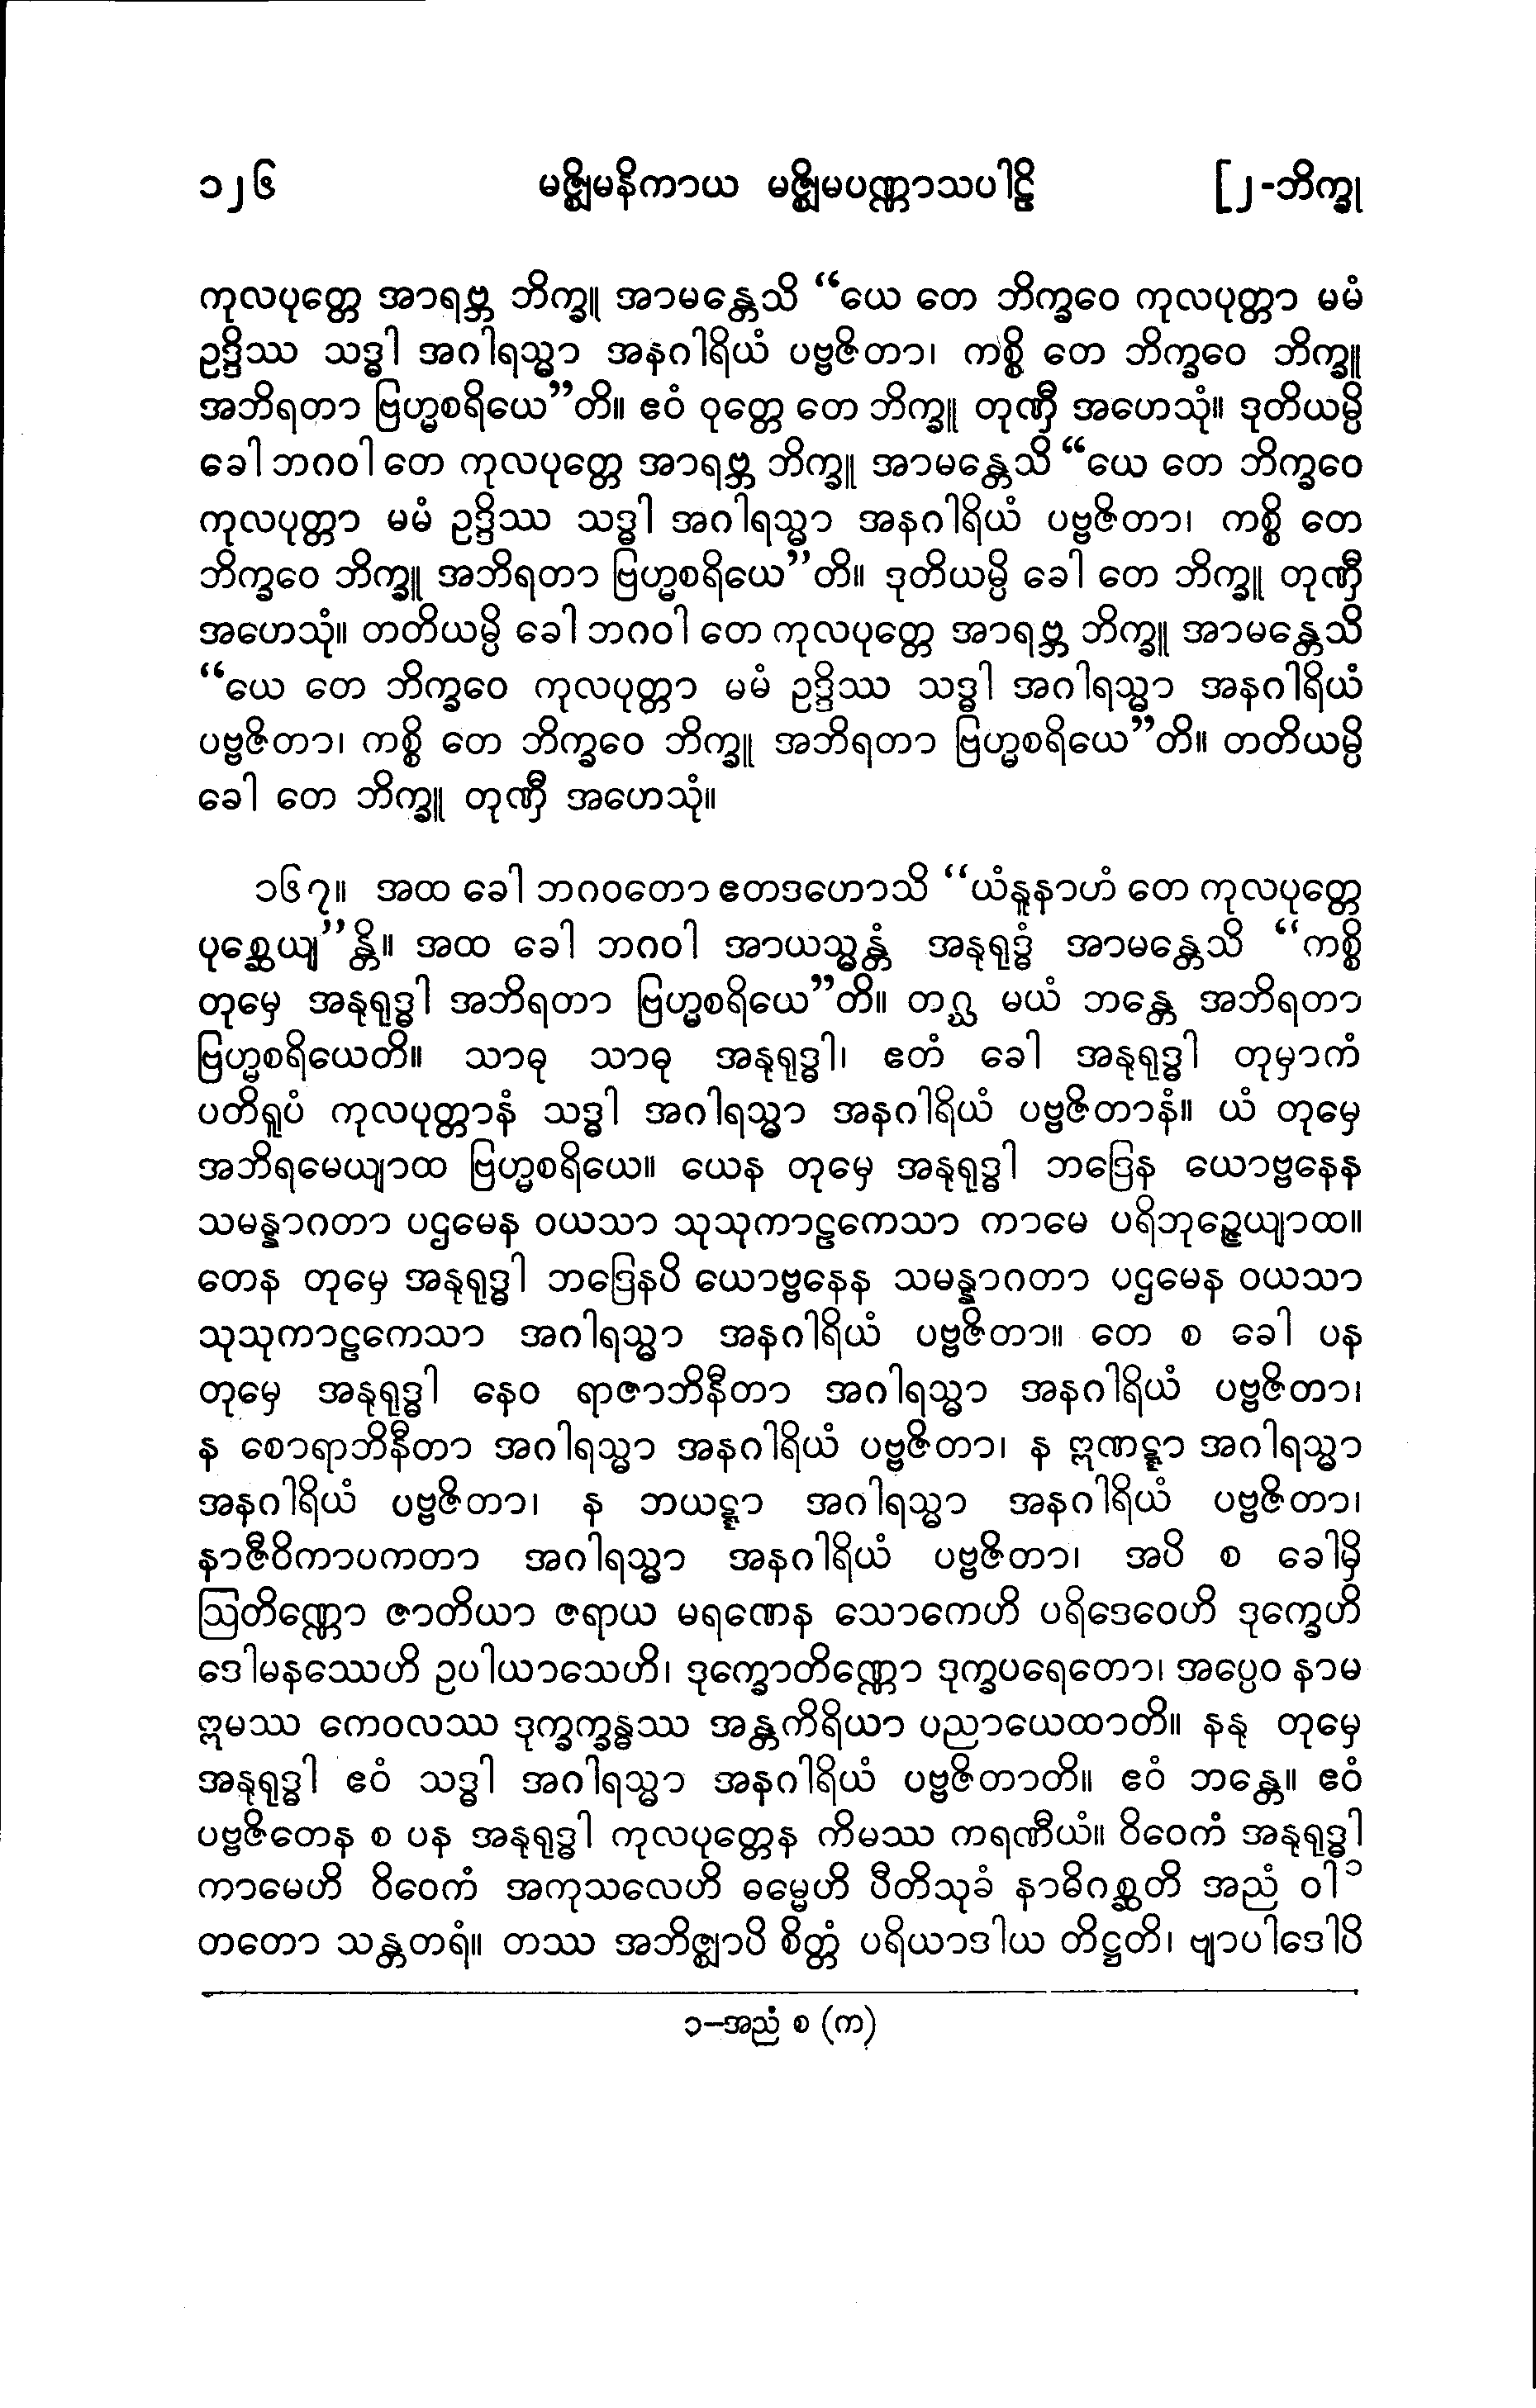 ၁၂၆ မဇ္ဈိမနိကာယ မဇ္ဈိမပဏ္ဏာသပါဠိ [၂-ဘိက္ခု
ကုလပုတ္တေ အာရဗ္ဘ ဘိက္ခူ အာမန္တေသိ “ယေ တေ ဘိက္ခဝေ ကုလပုတ္တာ မမံ
ဥဒ္ဒိဿ သဒ္ဓါ အဂါရသ္မာ အနဂါရိယံ ပဗ္ဗဇိတာ၊ ကစ္စိ တေ ဘိက္ခဝေ ဘိက္ခူ
အဘိရတာ ဗြဟ္မစရိယေ”တိ။ ဧဝံ ဝုတ္တေ တေ ဘိက္ခူ တုဏှီ အဟေသုံ။ ဒုတိယမ္ပိ
ခေါ ဘဂဝါ တေ ကုလပုတ္တေ အာရဗ္ဘ ဘိက္ခူ အာမန္တေသိ “ယေ တေ ဘိက္ခဝေ
ကုလပုတ္တာ မမံ ဥဒ္ဒိဿ သဒ္ဓါ အဂါရသ္မာ အနဂါရိယံ ပဗ္ဗဇိတာ၊ ကစ္စိ တေ
ဘိက္ခဝေ ဘိက္ခူ အဘိရတာ ဗြဟ္မစရိယေ”တိ။ ဒုတိယမ္ပိ ခေါ တေ ဘိက္ခူ တုဏှီ
အဟေသုံ။ တတိယမ္ပိ ခေါ ဘဂဝါ တေ ကုလပုတ္တေ အာရဗ္ဘ ဘိက္ခူ အာမန္တေသိ
“ယေ တေ ဘိက္ခဝေ ကုလပုတ္တာ မမံ ဥဒ္ဒိဿ သဒ္ဓါ အဂါရသ္မာ အနဂါရိယံ
ပဗ္ဗဇိတာ၊ ကစ္စိ တေ ဘိက္ခဝေ ဘိက္ခူ အဘိရတာ ဗြဟ္မစရိယေ”တိ။ တတိယမ္ပိ
ခေါ တေ ဘိက္ခူ တုဏှီ အဟေသုံ။
၁၆၇။ အထ ခေါ ဘဂဝတော ဧတဒဟောသိ “ယံနူနာဟံ တေ ကုလပုတ္တေ
ပုစ္ဆေယျ”န္တိ။ အထ ခေါ ဘဂဝါ အာယသ္မန္တံ အနုရုဒ္ဓံ အာမန္တေသိ “ကစ္စိ
တုမှေ အနုရုဒ္ဓါ အဘိရတာ ဗြဟ္မစရိယေ”တိ။ တဂ္ဃ မယံ ဘန္တေ အဘိရတာ
ဗြဟ္မစရိယေတိ။ သာဓု သာဓု အနုရုဒ္ဓါ၊ ဧတံ ခေါ အနုရုဒ္ဓါ တုမှာကံ
ပတိရူပံ ကုလပုတ္တာနံ သဒ္ဓါ အဂါရသ္မာ အနဂါရိယံ ပဗ္ဗဇိတာနံ။ ယံ တုမှေ
အဘိရမေယျာထ ဗြဟ္မစရိယေ။ ယေန တုမှေ အနုရုဒ္ဓါ ဘဒြေန ယောဗ္ဗနေန
သမန္နာဂတာ ပဌမေန ဝယသာ သုသုကာဠကေသာ ကာမေ ပရိဘုဉ္ဇေယျာထ။
တေန တုမှေ အနုရုဒ္ဓါ ဘဒြေနပိ ယောဗ္ဗနေန သမန္နာဂတာ ပဌမေန ဝယသာ
သုသုကာဠကေသာ အဂါရသ္မာ အနဂါရိယံ ပဗ္ဗဇိတာ။ တေ စ ခေါ ပန
တုမှေ အနုရုဒ္ဓါ နေဝ ရာဇာဘိနီတာ အဂါရသ္မာ အနဂါရိယံ ပဗ္ဗဇိတာ၊
န စောရာဘိနီတာ အဂါရသ္မာ အနဂါရိယံ ပဗ္ဗဇိတာ၊ န ဣဏဋ္ဋာ အဂါရသ္မာ
အနဂါရိယံ ပဗ္ဗဇိတာ၊ န ဘယဋ္ဋာ အဂါရသ္မာ အနဂါရိယံ ပဗ္ဗဇိတာ၊
နာဇီဝိကာပကတာ အဂါရသ္မာ အနဂါရိယံ ပဗ္ဗဇိတာ၊ အပိ စ ခေါမှိ
ဩတိဏ္ဏော ဇာတိယာ ဇရာယ မရဏေန သောကေဟိ ပရိဒေဝေဟိ ဒုက္ခေဟိ
ဒေါမနဿေဟိ ဥပါယာသေဟိ၊ ဒုက္ခောတိဏ္ဏော ဒုက္ခပရေတော၊ အပ္ပေဝ နာမ
ဣမဿ ကေဝလဿ ဒုက္ခက္ခန္ဓဿ အန္တကိရိယာ ပညာယေထာတိ။ နနု တုမှေ
အနုရုဒ္ဓါ ဧဝံ သဒ္ဓါ အဂါရသ္မာ အနဂါရိယံ ပဗ္ဗဇိတာတိ။ ဧဝံ ဘန္တေ။ ဧဝံ
ပဗ္ဗဇိတေန စ ပန အနုရုဒ္ဓါ ကုလပုတ္တေန ကိမဿ ကရဏီယံ။ ဝိဝေကံ အနုရုဒ္ဓါ
ကာမေဟိ ဝိဝေကံ အကုသလေဟိ ဓမ္မေဟိ ပီတိသုခံ နာဓိဂစ္ဆတိ အညံ ဝါ ၁
တတော သန္တတရံ။ တဿ အဘိဇ္ဈာပိ စိတ္တံ ပရိယာဒါယ တိဋ္ဌတိ၊ ဗျာပါဒေါပိ
၁−အညံ စ (က)